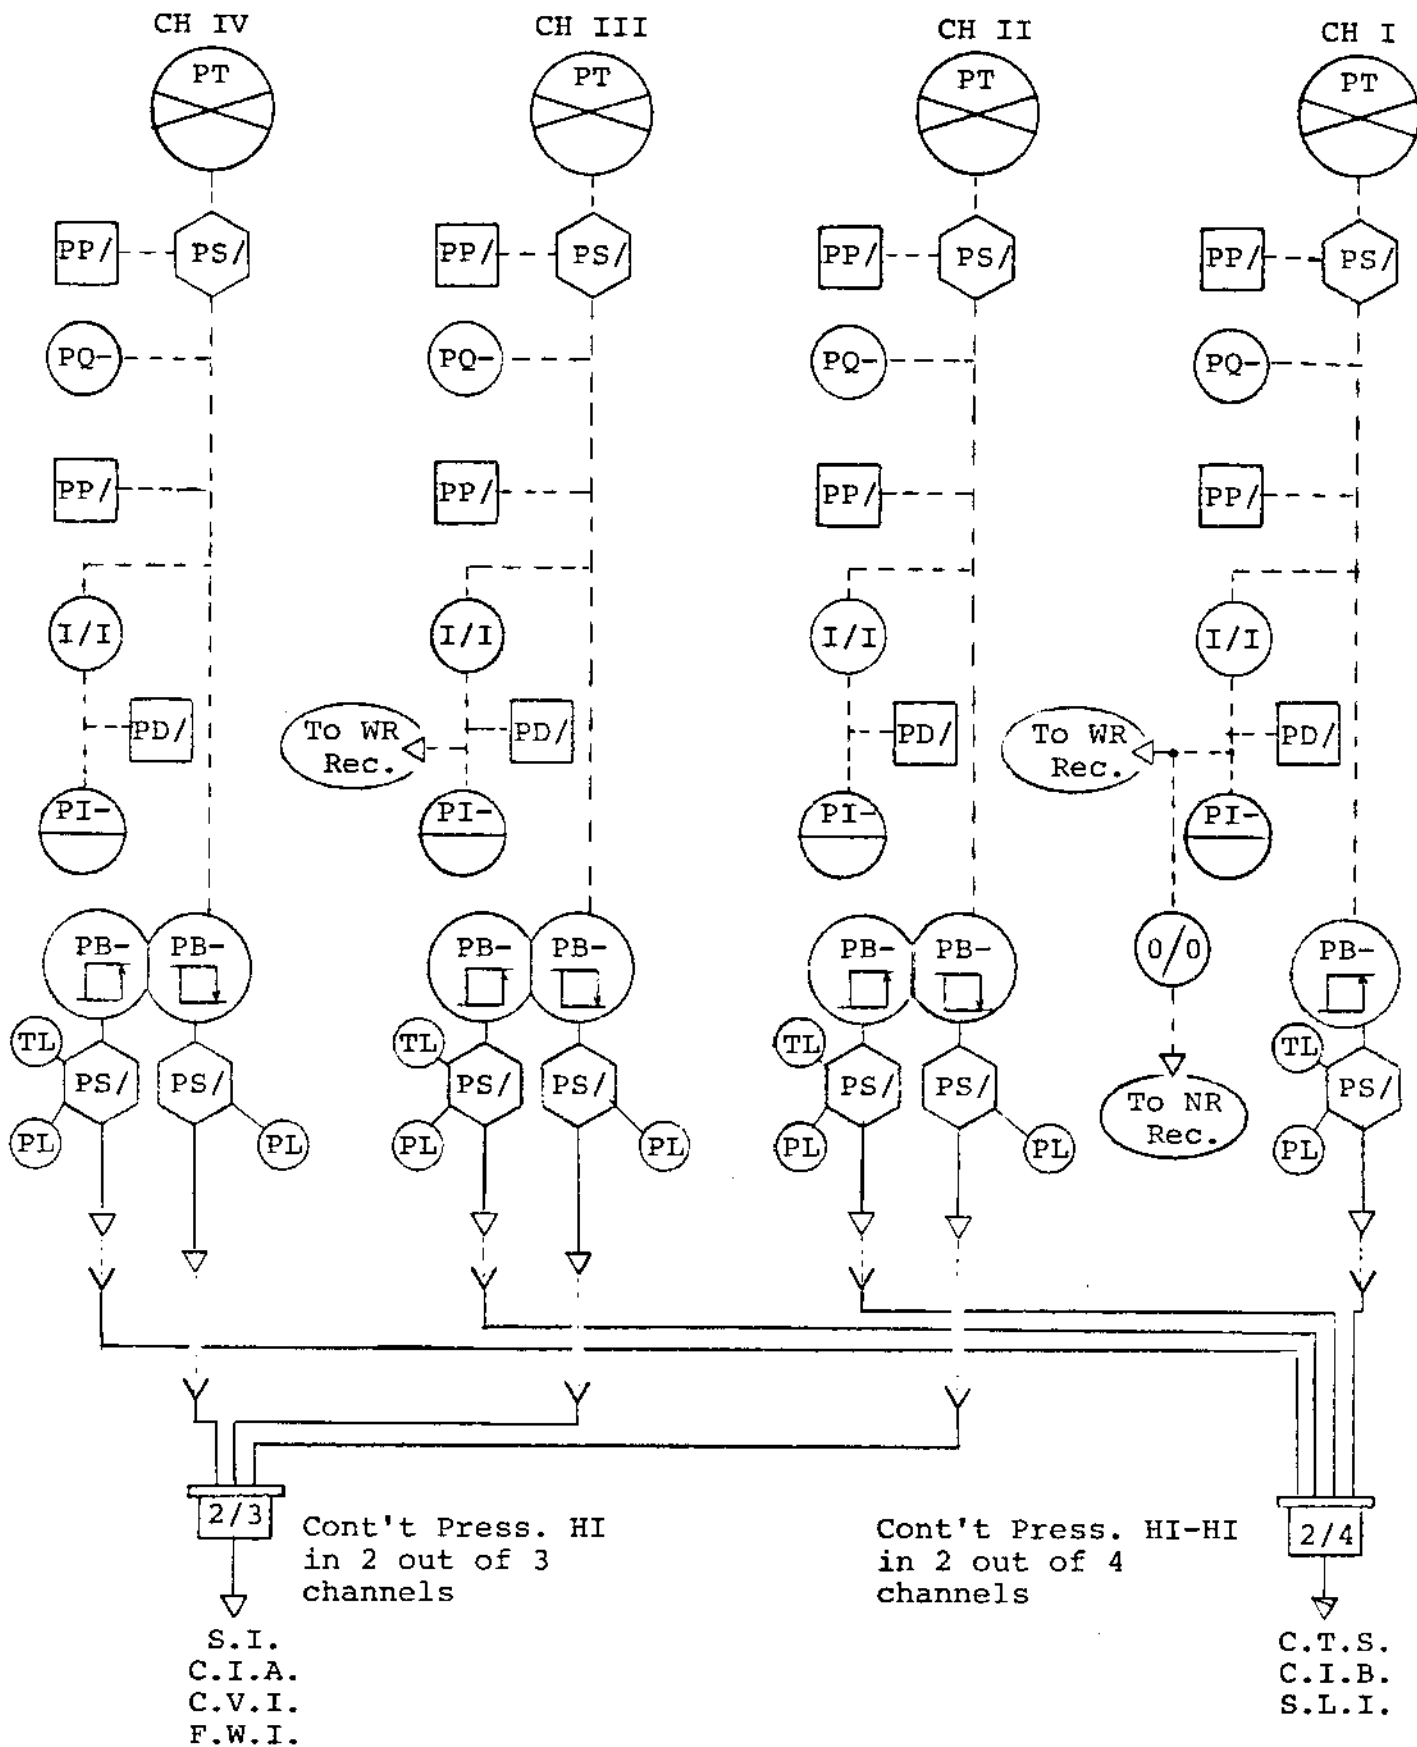 CH IV CH III CH II CH I
PT PT PT PT
PP/ PS/ PP/ PS/ PP/ PS/ PP/ PS/
PQ- PQ- PQ- PQ-
PP/ PP/ PP/ PP/
I/I I/I I/I I/I
PD/ To WR Rec. PD/ PD/ To WR Rec. PD/
PI- PI- PI- PI-
PB- PB- PB- PB- PB- PB- 0/0 PB-
TL TL TL TL
PS/ PS/ PS/ PS/ PS/ PS/ To NR Rec. PS/
PL PL PL PL PL PL PL
2/3
Cont't Press. HI
in 2 out of 3
channels
Cont't Press. HI-HI
in 2 out of 4
channels
2/4
S.I.
C.I.A.
C.V.I.
F.W.I.
C.T.S.
C.I.B.
S.L.I.